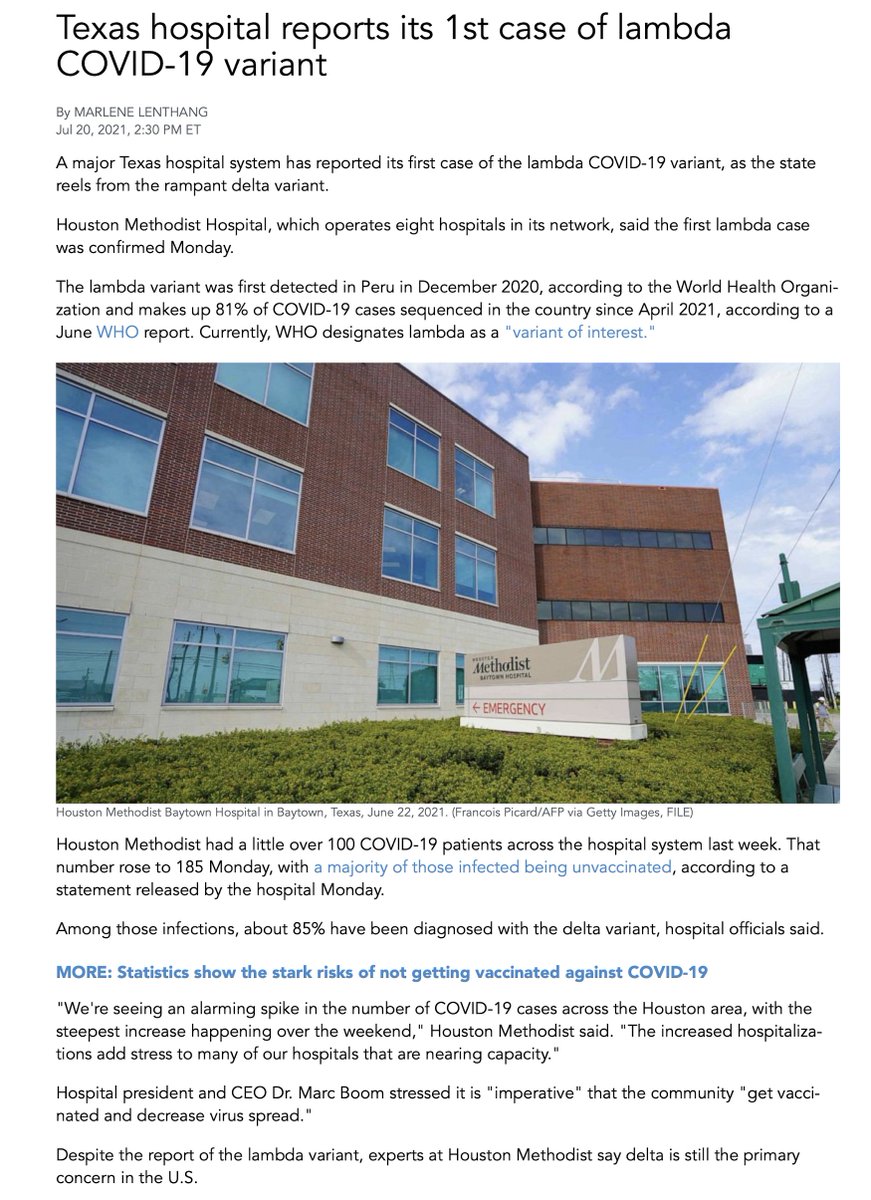 Texas hospital reports its 1st case of lambda
COVID-19 variant
By MARLENE LENTHANG
Jul 20, 2021, 2:30 PM ET
A major Texas hospital system has reported its first case of the lambda COVID-19 variant, as the state
reels from the rampant delta variant.
Houston Methodist Hospital, which operates eight hospitals in its network, said the first lambda case
was confirmed Monday.
The lambda variant was first detected in Peru in December 2020, according to the World Health Organi-
zation and makes up 81% of COVID-19 cases sequenced in the country since April 2021, according to a
June WHO report. Currently, WHO designates lambda as a "variant of interest."
HOUSTON
Methodist
BAYTOWN HOSPITAL
M
← EMERGENCY
Houston Methodist Baytown Hospital in Baytown, Texas, June 22, 2021. (Francois Picard/AFP via Getty Images, FILE)
Houston Methodist had a little over 100 COVID-19 patients across the hospital system last week. That
number rose to 185 Monday, with a majority of those infected being unvaccinated, according to a
statement released by the hospital Monday.
Among those infections, about 85% have been diagnosed with the delta variant, hospital officials said.
MORE: Statistics show the stark risks of not getting vaccinated against COVID-19
"We're seeing an alarming spike in the number of COVID-19 cases across the Houston area, with the
steepest increase happening over the weekend," Houston Methodist said. "The increased hospitaliza-
tions add stress to many of our hospitals that are nearing capacity."
Hospital president and CEO Dr. Marc Boom stressed it is "imperative" that the community "get vacci-
nated and decrease virus spread."
Despite the report of the lambda variant, experts at Houston Methodist say delta is still the primary
concern in the U.S.